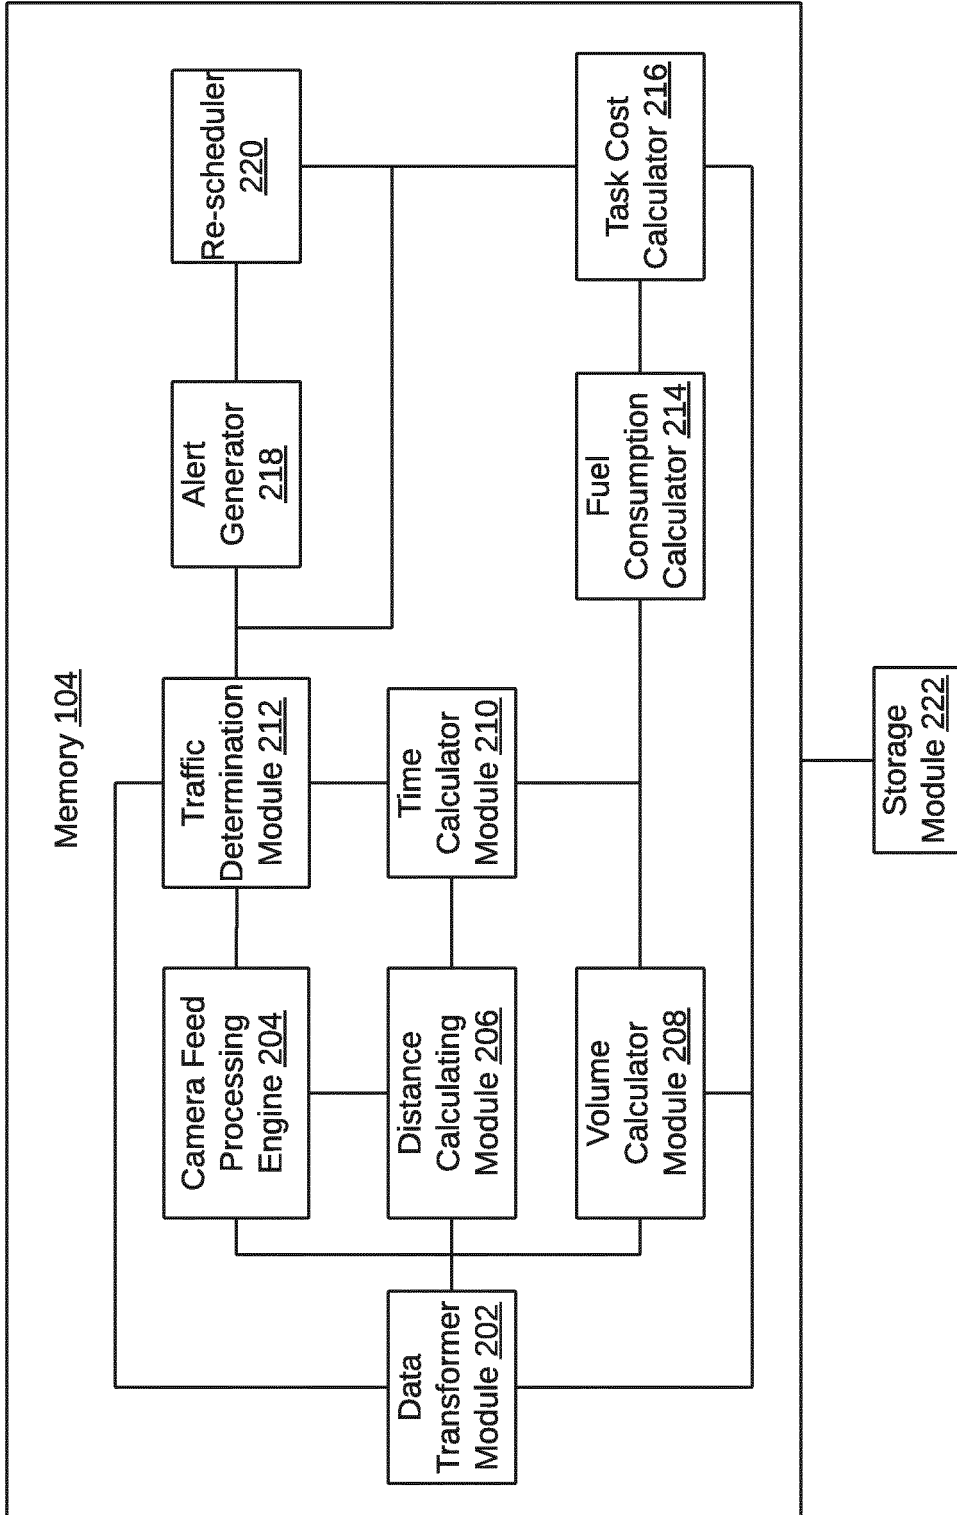 Memory 104
Data
Transformer
Module 202
Camera Feed
Processing
Engine 204
Distance
Calculating
Module 206
Volume
Calculator
Module 208
Traffic
Determination
Module 212
Time
Calculator
Module 210
Alert
Generator
218
Fuel
Consumption
Calculator 214
Re-scheduler
220
Task Cost
Calculator 216
Storage
Module 222